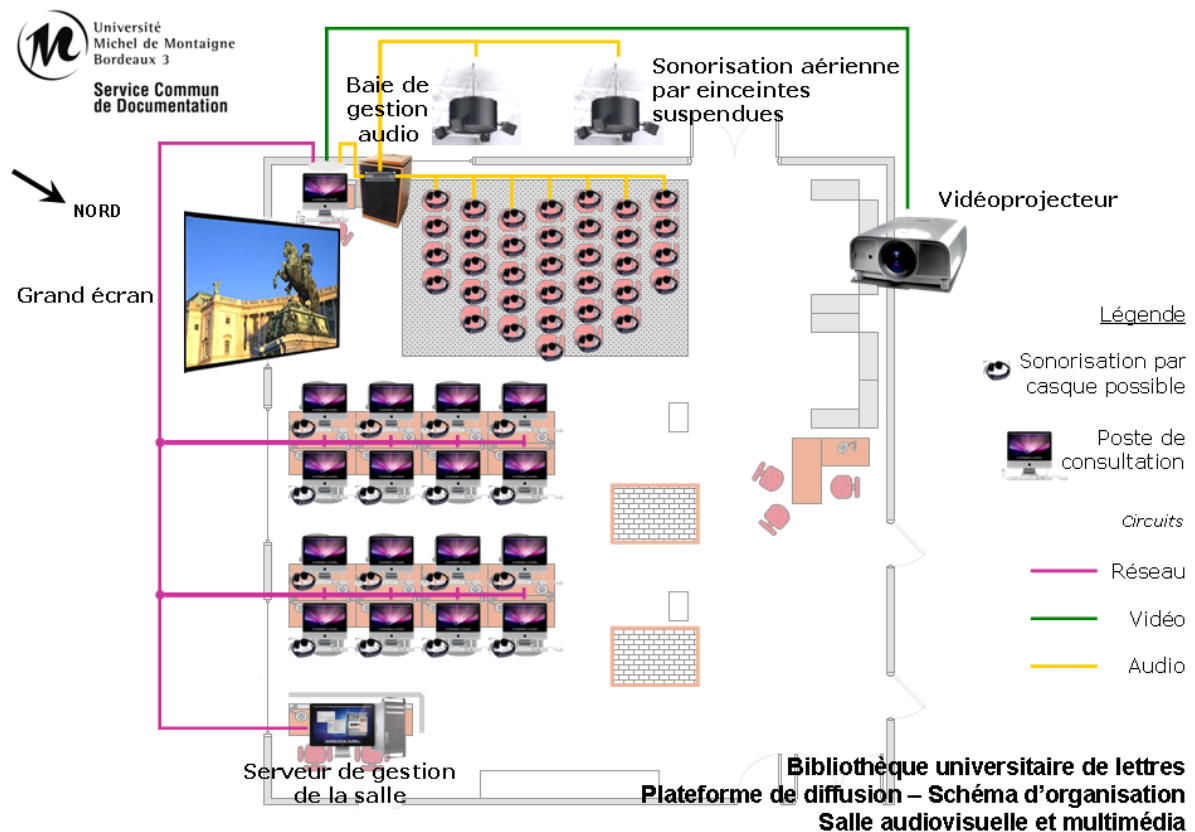 Université
Michel de Montaigne
Bordeaux 3
Service Commun
de Documentation
Baie de
gestion
audio
Sonorisation aérienne
par einceintes
suspendues
NORD
Vidéoprojecteur
Grand écran
Légende
Sonorisation par
casque possible
Poste de
consultation
Circuits
Réseau
Vidéo
Audio
Serveur de gestion
de la salle
Bibliothèque universitaire de lettres
Plateforme de diffusion – Schéma d'organisation
Salle audiovisuelle et multimédia